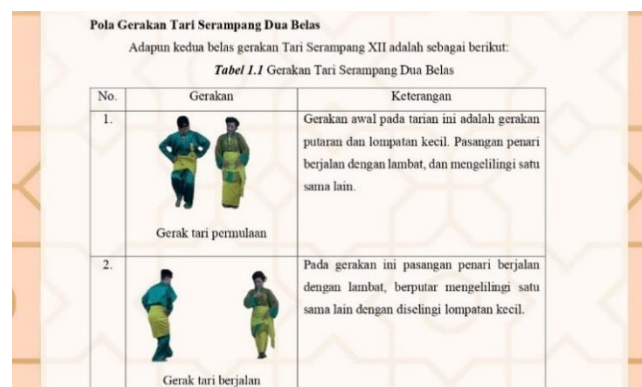 Pola Gerakan Tari Serampang Dua Belas
Adapun kedua belas gerakan Tari Serampang XII adalah sebagai berikut:
Tabel 1.1 Gerakan Tari Serampang Dua Belas
No. Gerakan Keterangan
1. Gerakan awal pada tarian ini adalah gerakan
putaran dan lompatan kecil. Pasangan penari
berjalan dengan lambat, dan mengelilingi satu
sama lain.
Gerak tari permulaan
2. Pada gerakan ini pasangan penari berjalan
dengan lambat, berputar mengelilingi satu
sama lain dengan diselingi lompatan kecil.
Gerak tari berjalan